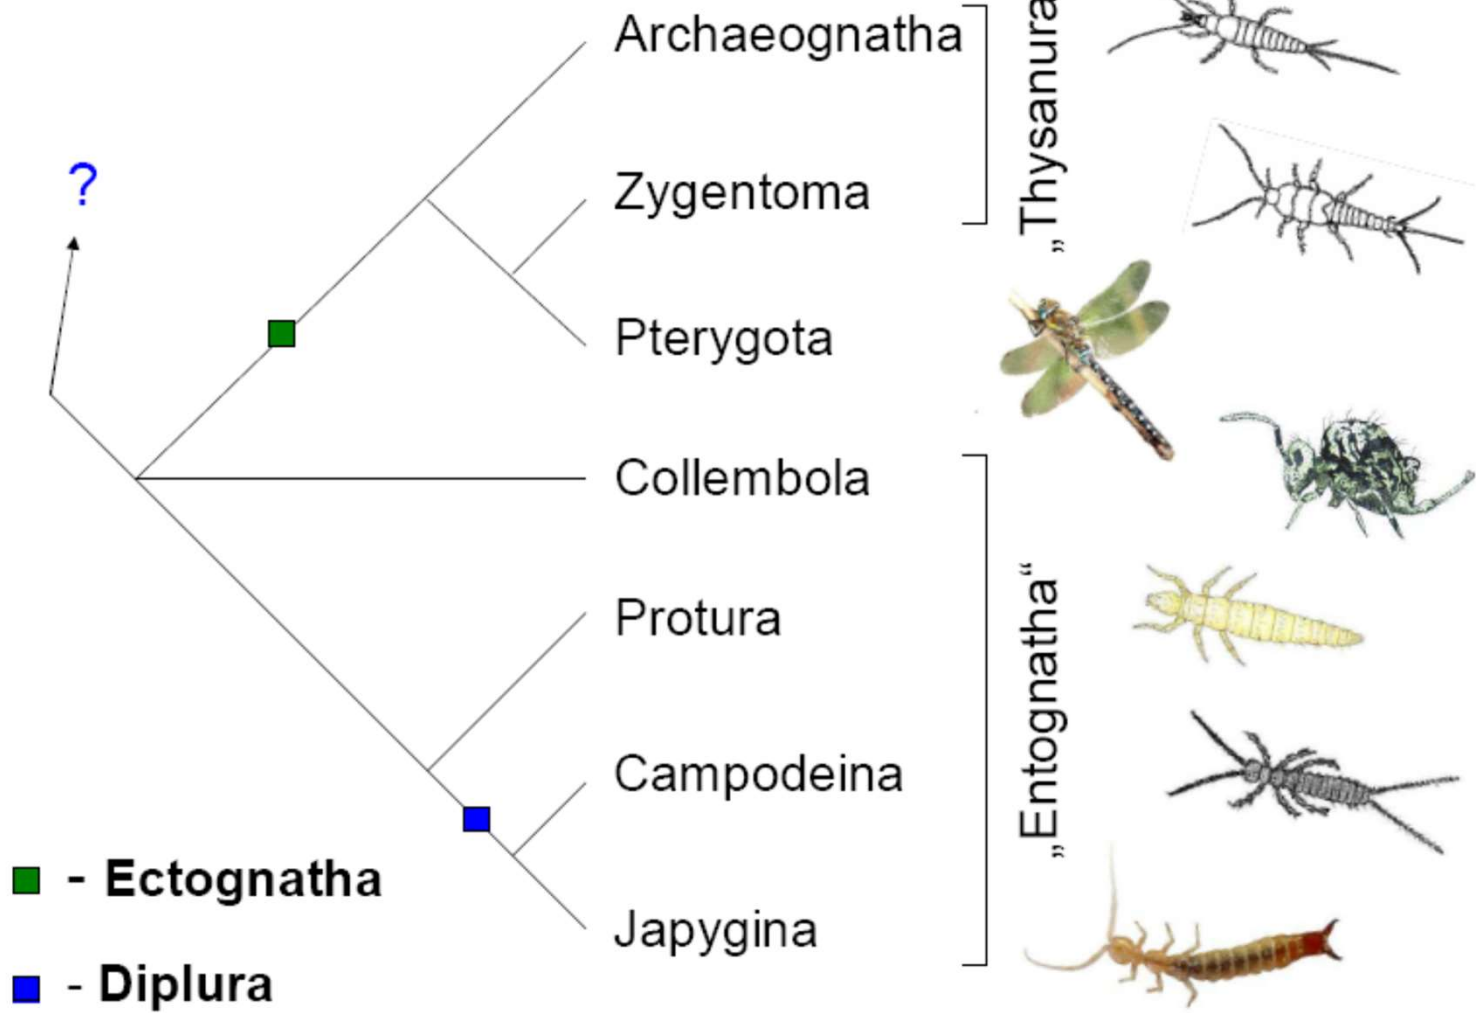 Archaeognatha
Zygentoma
Pterygota
Collembola
Protura
Campodeina
Japygina
„Thysanura
„Entognatha“
?
- Ectognatha
- Diplura